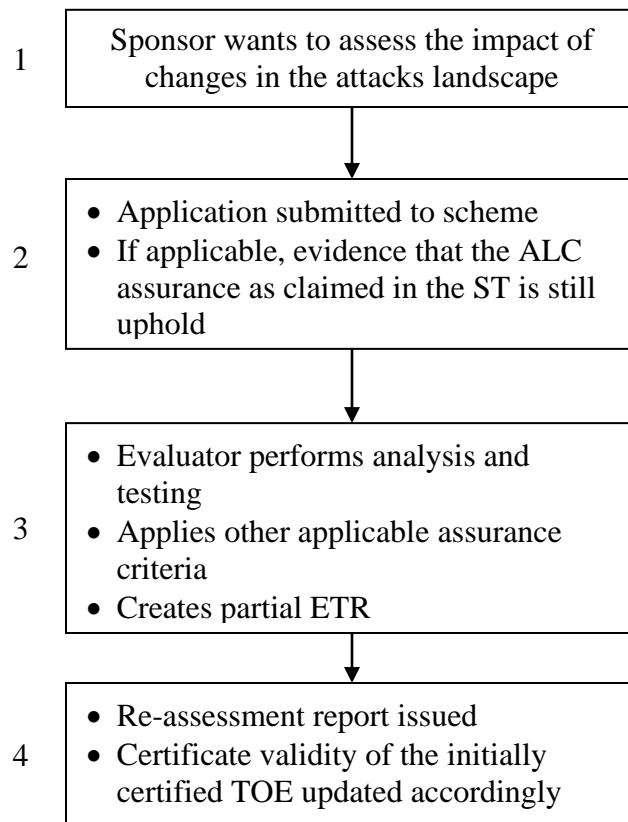 1
Sponsor wants to assess the impact of
changes in the attacks landscape
2
• Application submitted to scheme
• If applicable, evidence that the ALC
assurance as claimed in the ST is still
uphold
3
• Evaluator performs analysis and
testing
• Applies other applicable assurance
criteria
• Creates partial ETR
4
• Re-assessment report issued
• Certificate validity of the initially
certified TOE updated accordingly